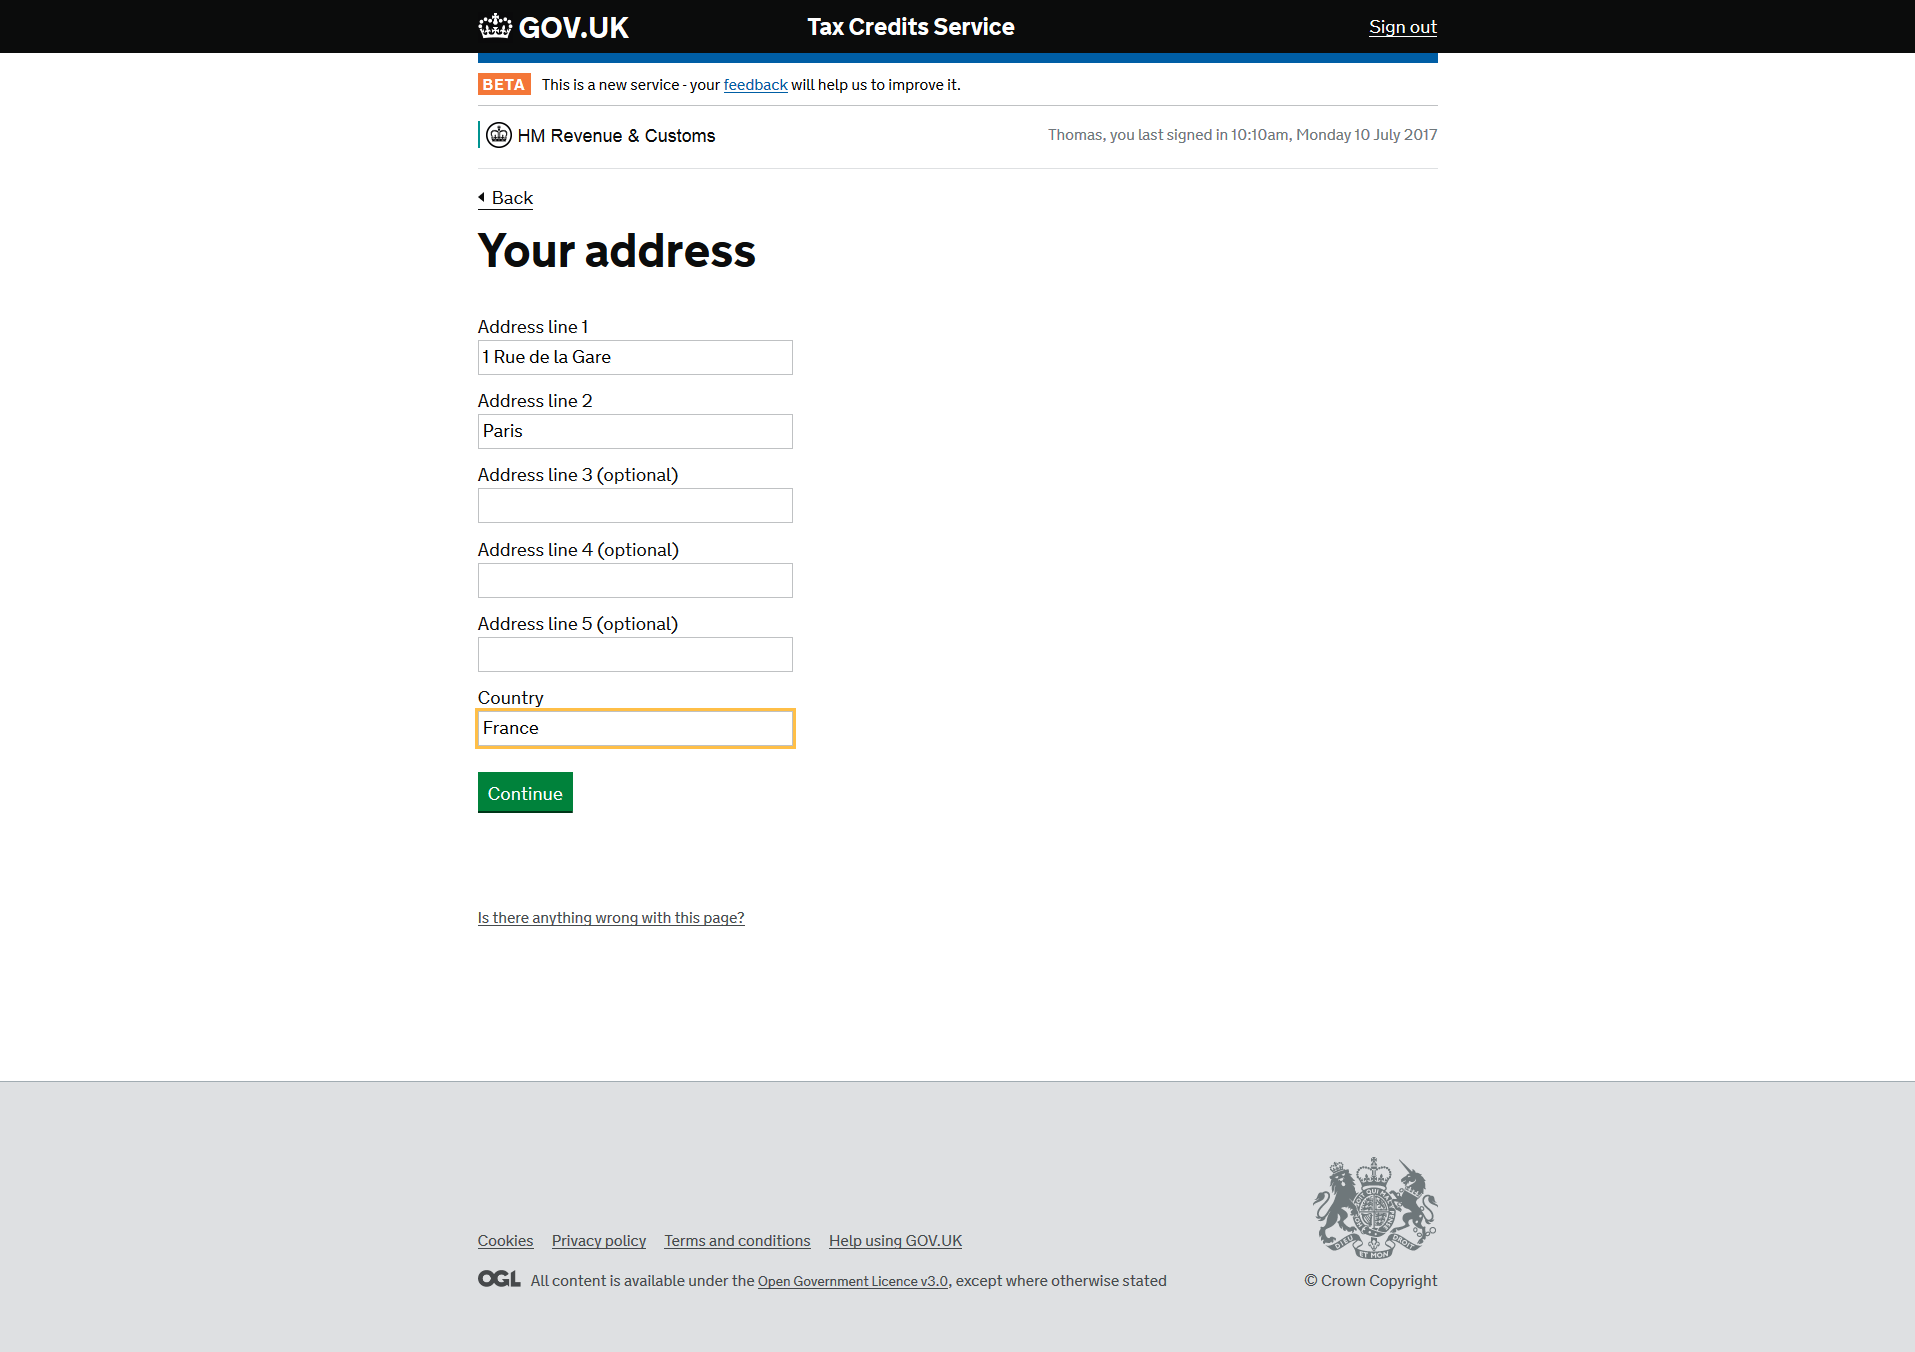 GOV.UK
Tax Credits Service
Sign out
BETA This is a new service - your feedback will help us to improve it.
HM Revenue & Customs
Thomas, you last signed in 10:10am, Monday 10 July 2017
Back
Your address
Address line 1
1 Rue de la Gare
Address line 2
Paris
Address line 3 (optional)
Address line 4 (optional)
Address line 5 (optional)
Country
France
Continue
Is there anything wrong with this page?
Cookies Privacy policy Terms and conditions Help using GOV.UK
OGL All content is available under the Open Government Licence v3.0, except where otherwise stated
DIEU ET MON DROIT
© Crown Copyright